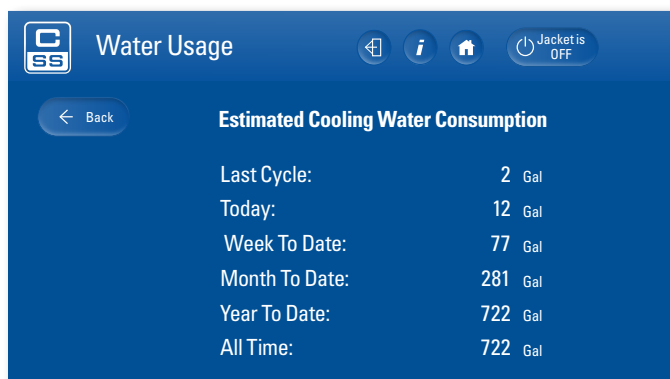 C
SS
Water Usage
i
Jacket is
OFF
Back
Estimated Cooling Water Consumption
Last Cycle: 2 Gal
Today: 12 Gal
Week To Date: 77 Gal
Month To Date: 281 Gal
Year To Date: 722 Gal
All Time: 722 Gal